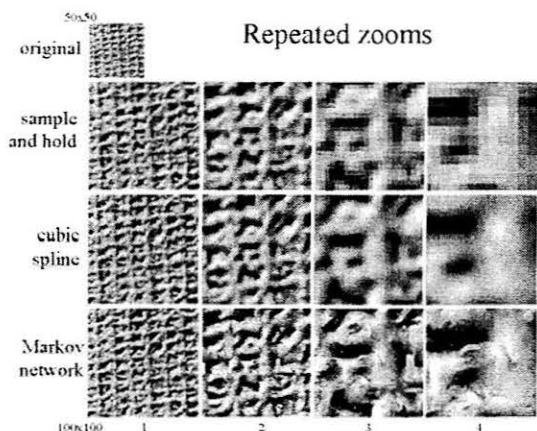 50x50
Repeated zooms
original
sample
and hold
cubic
spline
Markov
network
100x100 1 2 3 4